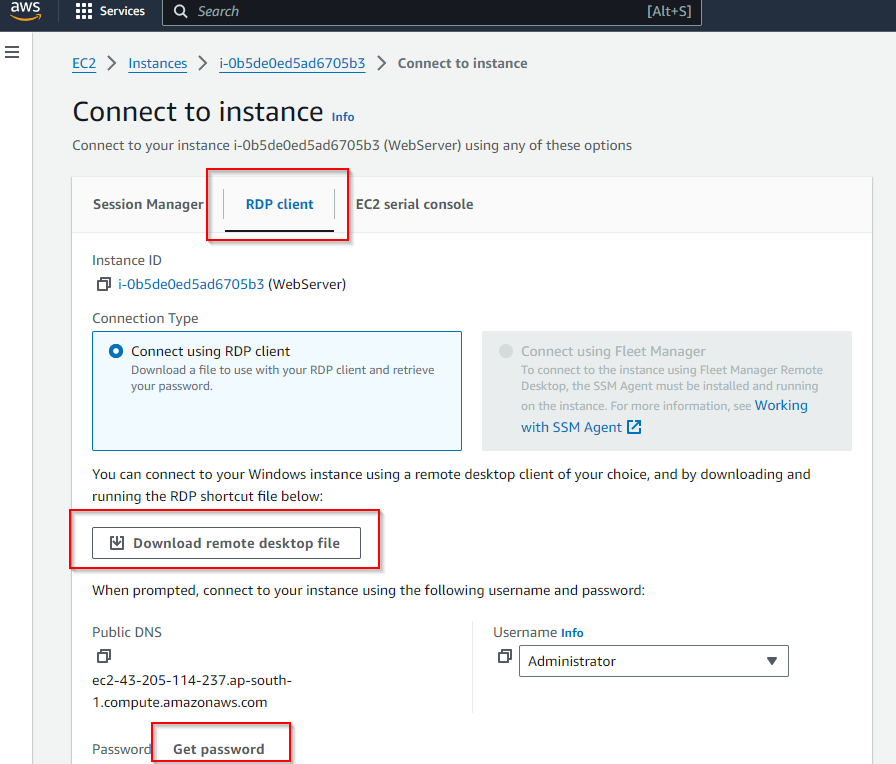 aws
Services
Search
[Alt+S]
EC2 > Instances > i-0b5de0ed5ad6705b3 > Connect to instance
Connect to instance Info
Connect to your instance i-0b5de0ed5ad6705b3 (WebServer) using any of these options
Session Manager
RDP client
EC2 serial console
Instance ID
i-0b5de0ed5ad6705b3 (WebServer)
Connection Type
Connect using RDP client
Download a file to use with your RDP client and retrieve
your password.
Connect using Fleet Manager
To connect to the instance using Fleet Manager Remote
Desktop, the SSM Agent must be installed and running
on the instance. For more information, see Working
with SSM Agent
You can connect to your Windows instance using a remote desktop client of your choice, and by downloading and
running the RDP shortcut file below:
Download remote desktop file
When prompted, connect to your instance using the following username and password:
Public DNS
ec2-43-205-114-237.ap-south-
1.compute.amazonaws.com
Username Info
Administrator
Password
Get password